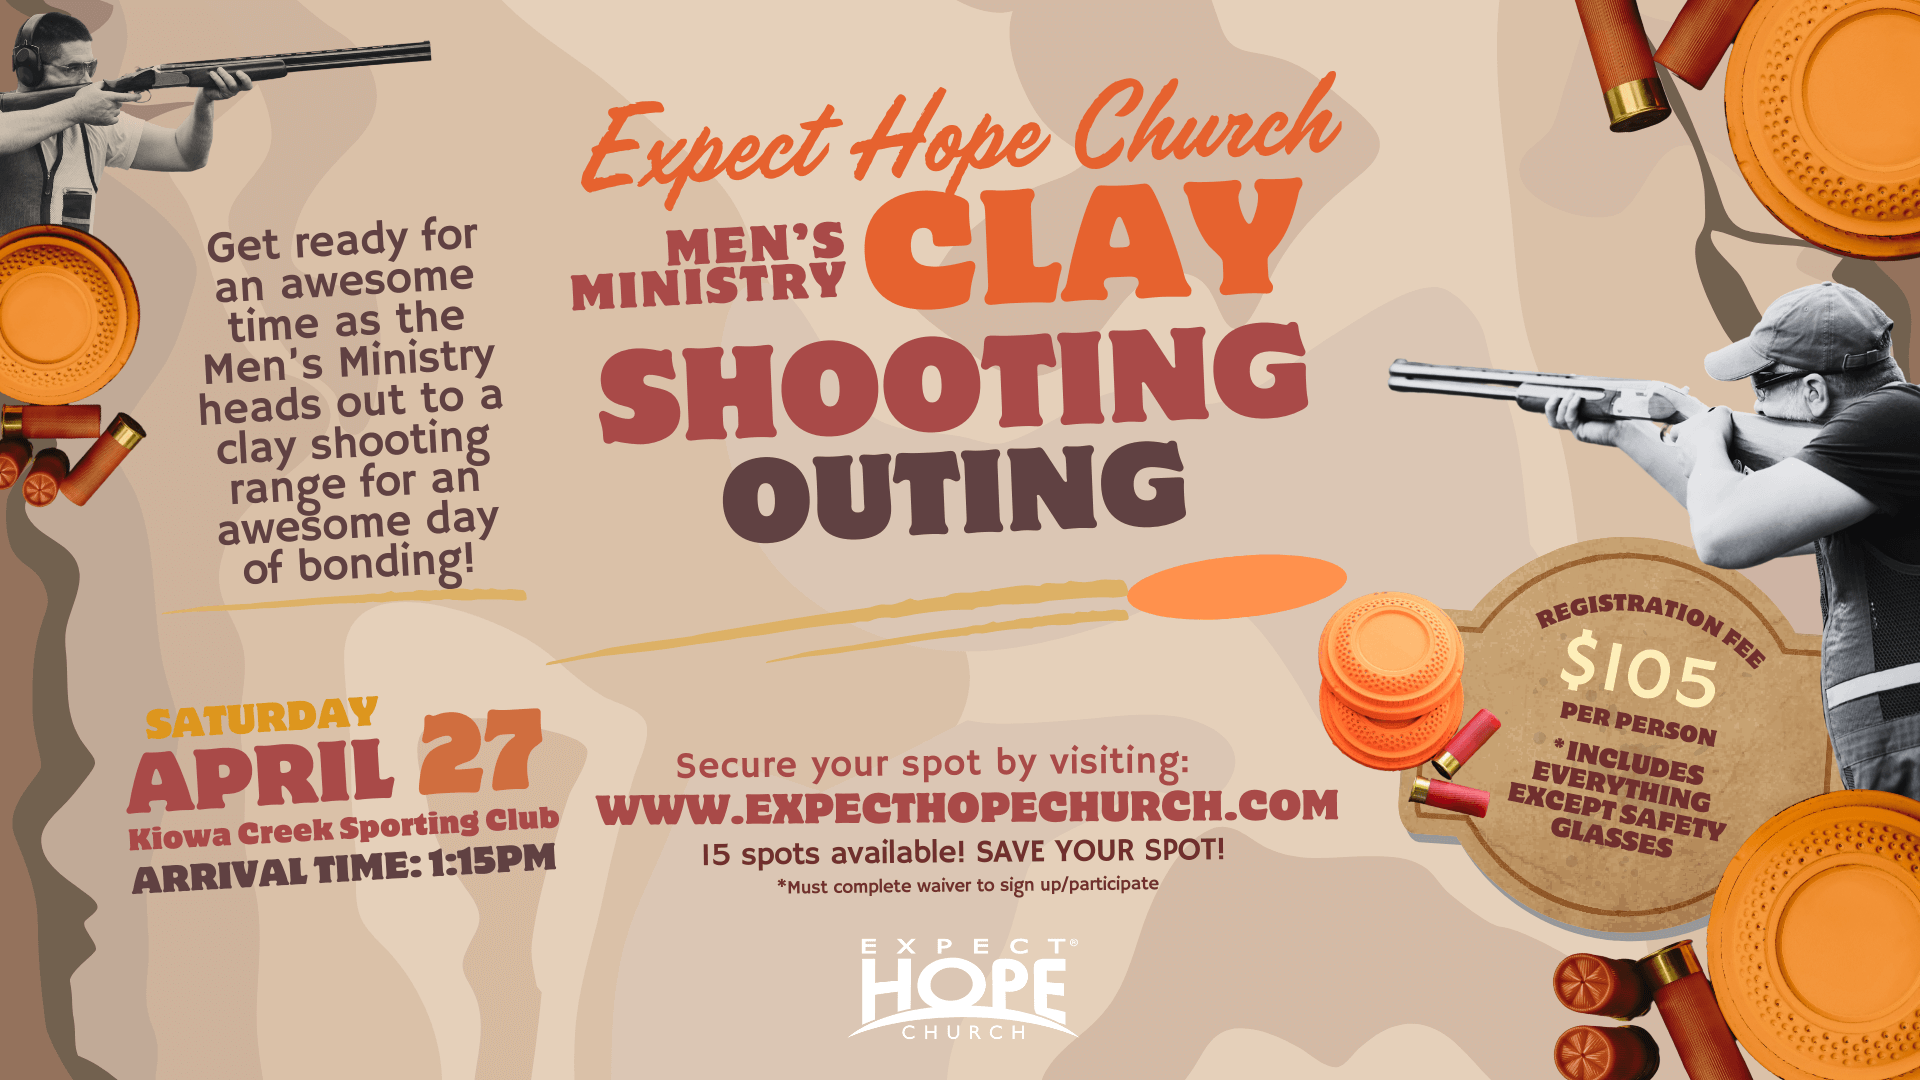 Expect Hope Church
MEN'S
MINISTRY
CLAY
SHOOTING
OUTING
Get ready for
an awesome
time as the
Men's Ministry
heads out to a
clay shooting
range for an
awesome day
of bonding!
SATURDAY
APRIL 27
Kiowa Creek Sporting Club
ARRIVAL TIME: 1:15PM
Secure your spot by visiting:
WWW.EXPECTHOPECHURCH.COM
15 spots available! SAVE YOUR SPOT!
*Must complete waiver to sign up/participate
REGISTRATION FEE
$105
PER PERSON
*INCLUDES
EVERYTHING
EXCEPT SAFETY
GLASSES
EXPECT®
HOPE
CHURCH